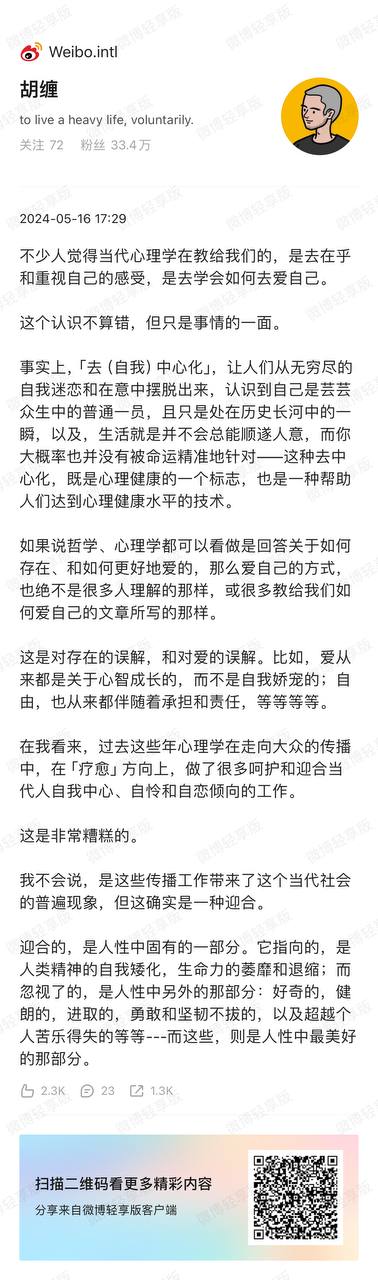 Weibo.intl
胡缠
to live a heavy life, voluntarily.
关注 72 粉丝 33.4万
2024-05-16 17:29
不少人觉得当代心理学在教给我们的，是去在乎
和重视自己的感受，是去学会如何去爱自己。
这个认识不算错，但只是事情的一面。
事实上，「去（自我）中心化」，让人们从无穷尽的
自我迷恋和在意中摆脱出来，认识到自己是芸芸
众生中的普通一员，且只是处在历史长河中的一
瞬，以及，生活就是并不会总能顺遂人意，而你
大概率也并没有被命运精准地针对——这种去中
心化，既是心理健康的一个标志，也是一种帮助
人们达到心理健康水平的技术。
如果说哲学、心理学都可以看做是回答关于如何
存在、和如何更好地爱的，那么爱自己的方式，
也绝不是很多人理解的那样，或很多教给我们如
何爱自己的文章所写的那样。
这是对存在的误解，和对爱的误解。比如，爱从
来都是关于心智成长的，而不是自我娇宠的；自
由，也从来都伴随着承担和责任，等等等等。
在我看来，过去这些年心理学在走向大众的传播
中，在「疗愈」方向上，做了很多呵护和迎合当
代人自我中心、自怜和自恋倾向的工作。
这是非常糟糕的。
我不会说，是这些传播工作带来了这个当代社会
的普遍现象，但这确实是一种迎合。
迎合的，是人性中固有的一部分。它指向的，是
人类精神的自我矮化，生命力的萎靡和退缩；而
忽视了的，是人性中另外的那部分：好奇的，健
朗的，进取的，勇敢和坚韧不拔的，以及超越个
人苦乐得失的等等---而这些，则是人性中最美好
的那部分。
2.3K 23 1.3K
扫描二维码看更多精彩内容
分享来自微博轻享版客户端
微博轻享版